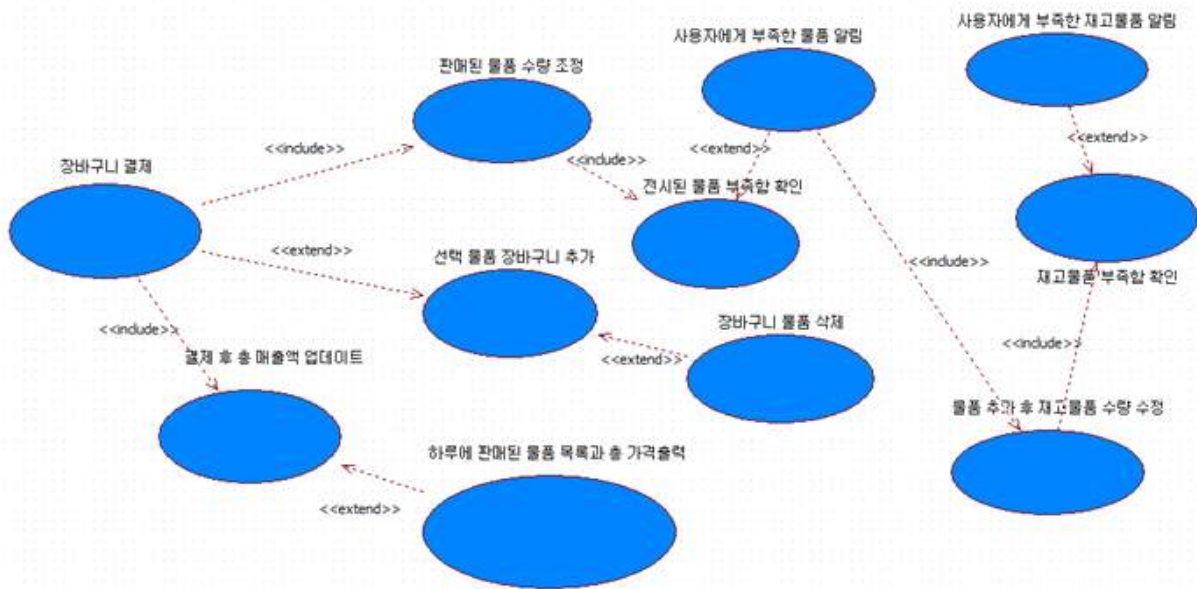 사용자에게 부족한 물품 알림
사용자에게 부족한 재고물품 알림
판매된 물품 수량 조정
<<include>>
<<extend>>
<<extend>>
장바구니 결제
<<include>>
전시된 물품 부족함 확인
<<extend>>
선택 물품 장바구니 추가
<<include>>
재고물품 부족함 확인
<<include>>
장바구니 물품 삭제
결제 후 총 매출액 업데이트
<<extend>>
<<include>>
물품 추가 후 재고물품 수량 수정
하루에 판매된 물품 목록과 총 가격출력
<<extend>>